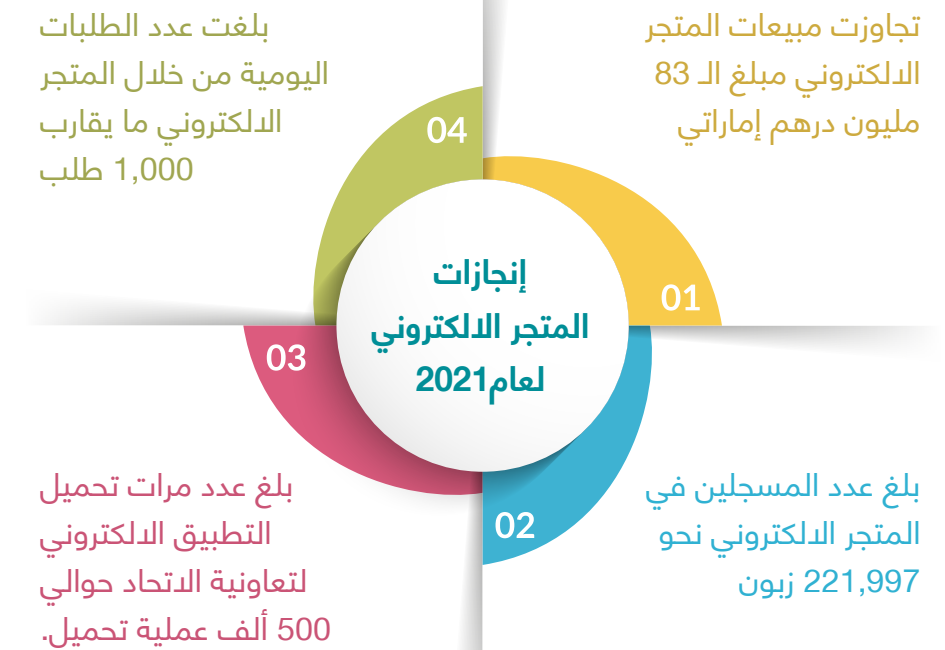 إنجازات
المتجر الالكتروني
لعام2021
01
تجاوزت مبيعات المتجر
الالكتروني مبلغ الـ 83
مليون درهم إماراتي
02
بلغ عدد المسجلين في
المتجر الالكتروني نحو
221,997 زبون
03
بلغ عدد مرات تحميل
التطبيق الالكتروني
لتعاونية الاتحاد حوالي
500 ألف عملية تحميل.
04
بلغت عدد الطلبات
اليومية من خلال المتجر
الالكتروني ما يقارب
1,000 طلب